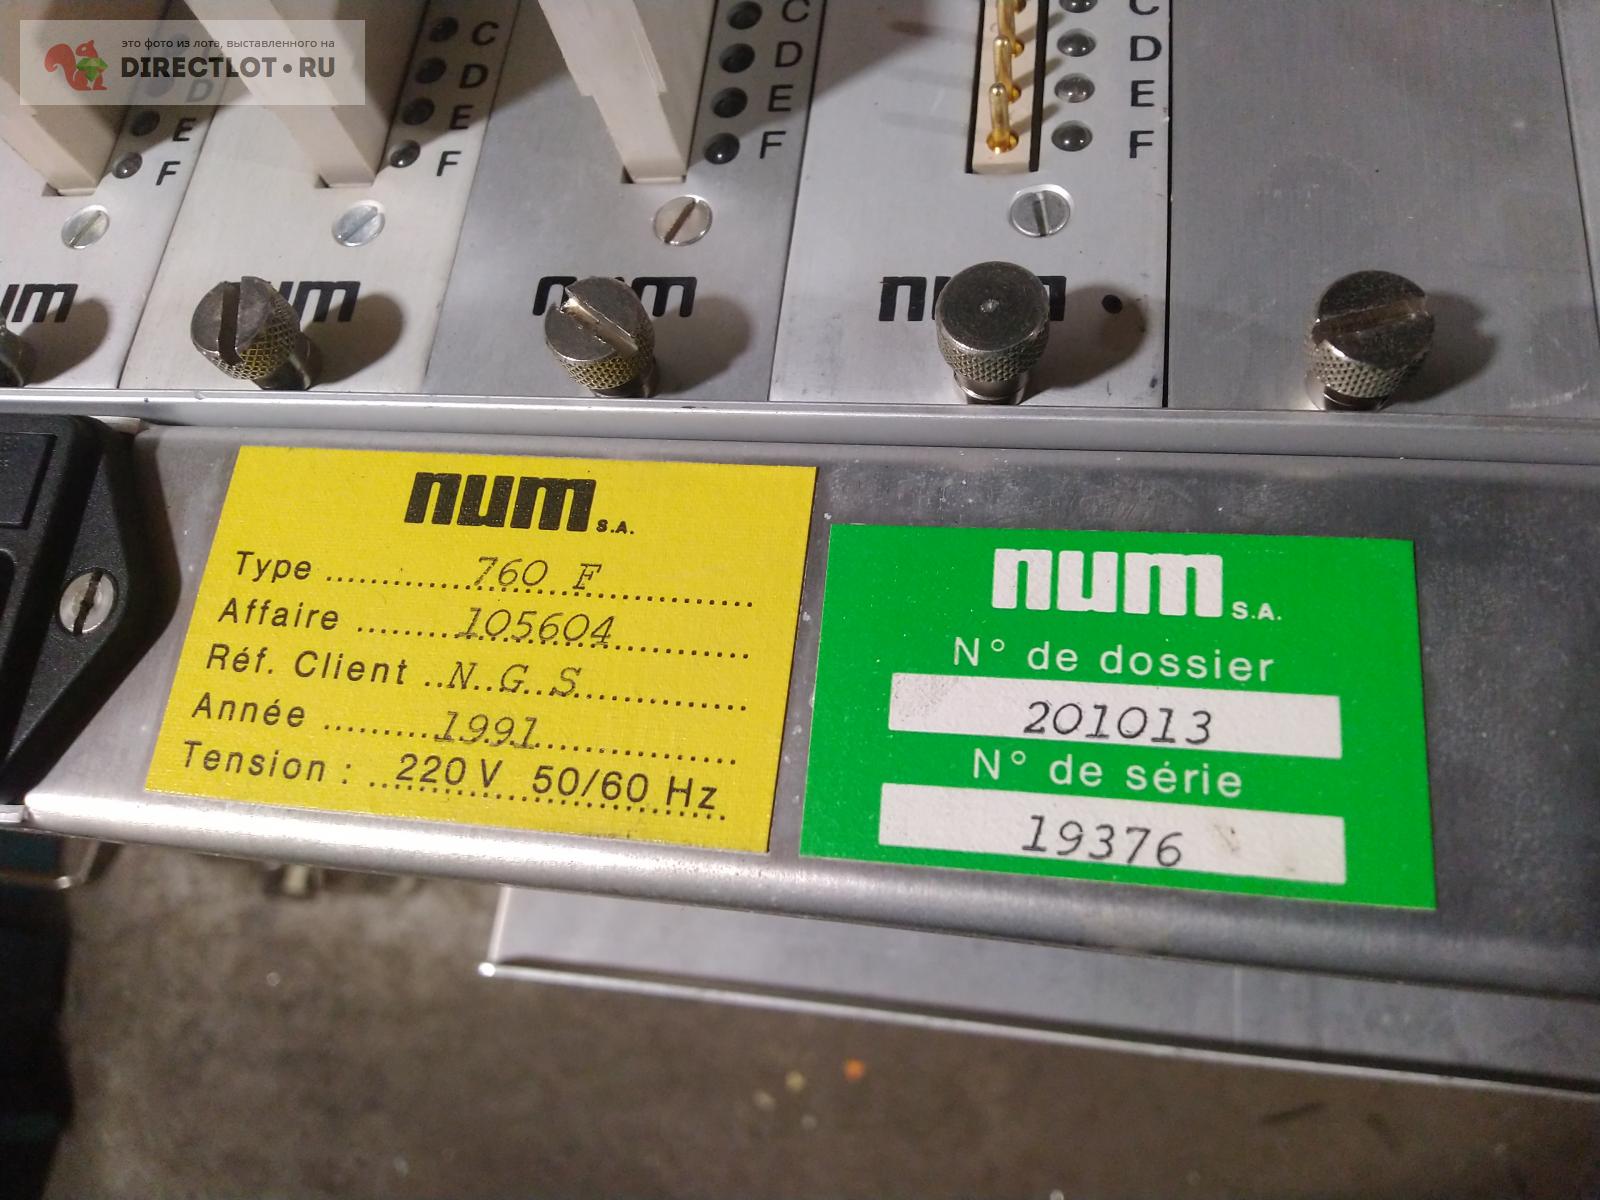 это фото из лота, выставленного на
DIRECTLOT•RU
C
D
E
F
C
D
E
F
C
D
E
F
C
D
E
F
num
num
num
num S.A.
Type ............760 F............
Affaire ..........105604............
Réf. Client ..N..G..S............
Année ..........1991............
Tension : ..220 V 50/60 Hz
num S.A.
N° de dossier
201013
N° de série
19376